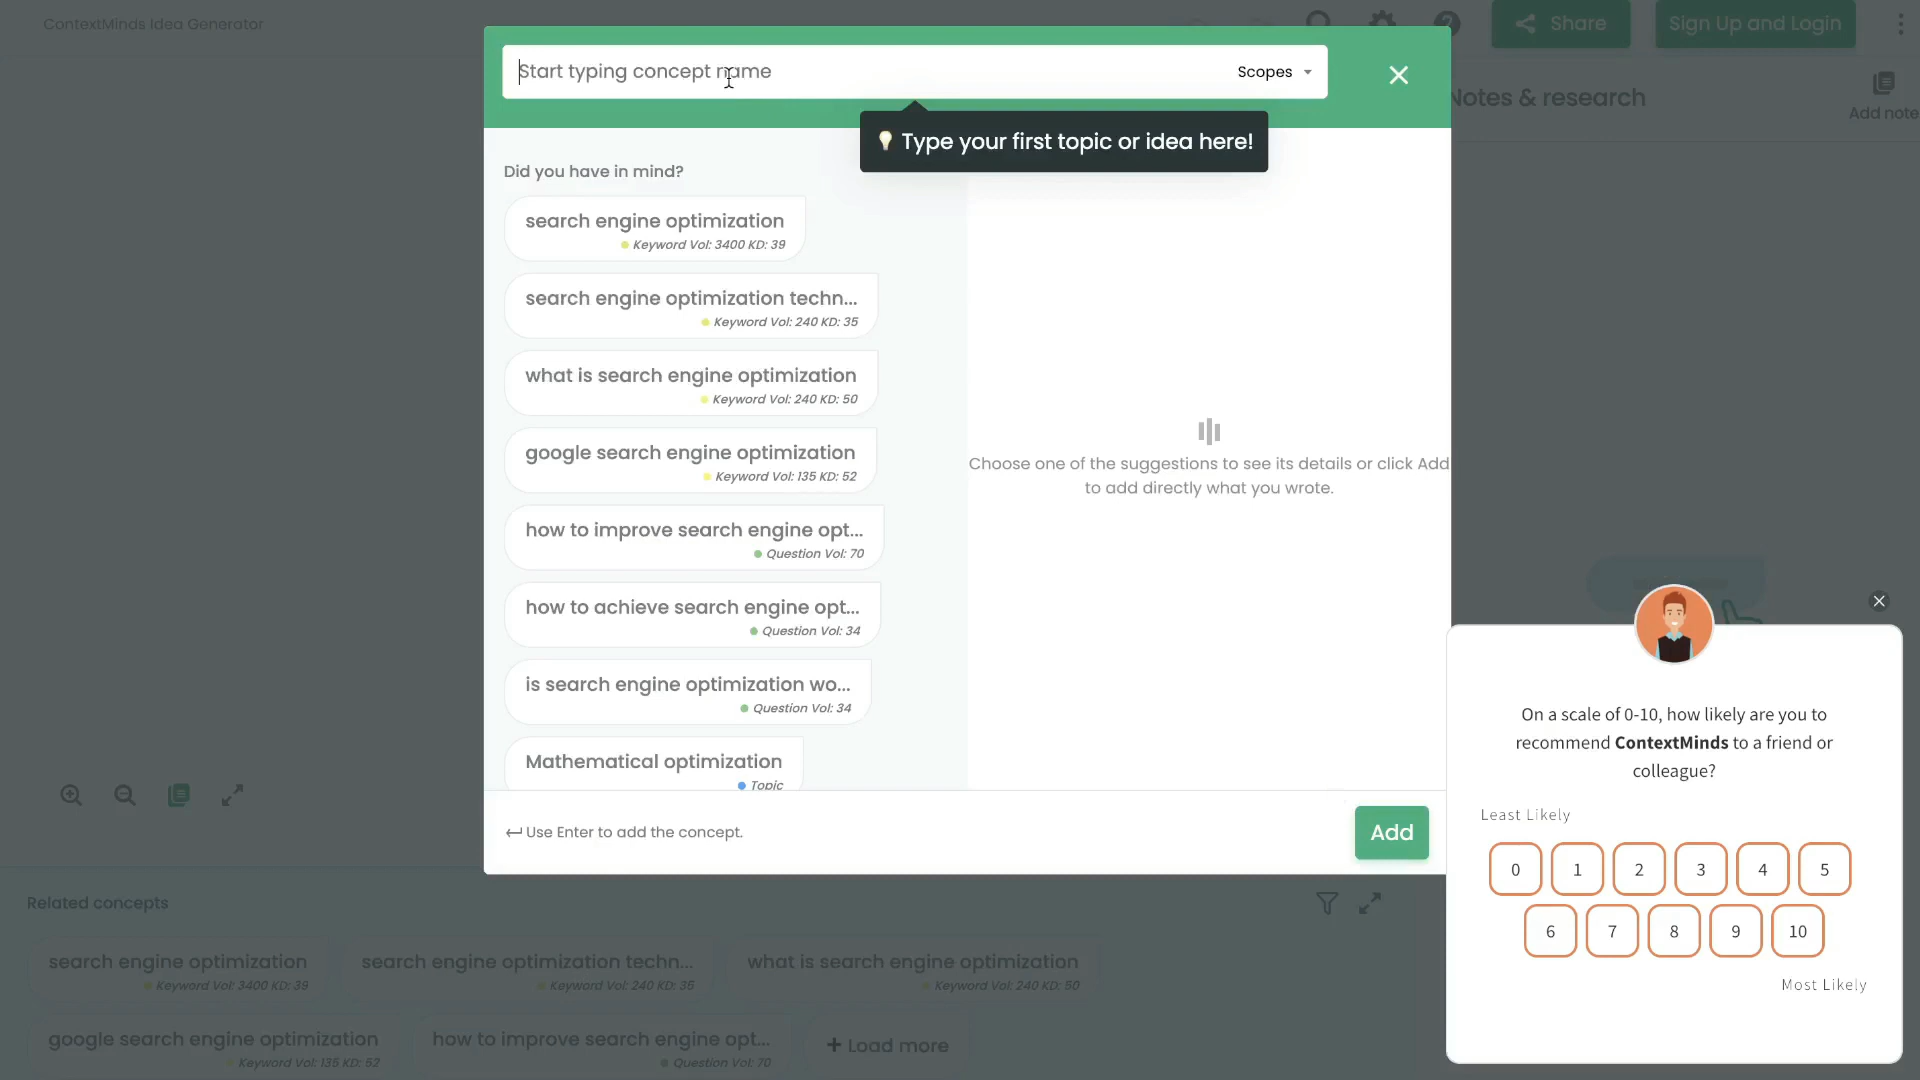 ContextMinds Idea Generator
Share
Sign Up and Login
Start typing concept name
Scopes
Notes & research
Add note
Type your first topic or idea here!
Did you have in mind?
search engine optimization
Keyword Vol: 3400 KD: 39
search engine optimization techn...
Keyword Vol: 240 KD: 35
what is search engine optimization
Keyword Vol: 240 KD: 50
google search engine optimization
Keyword Vol: 135 KD: 52
how to improve search engine opt...
Question Vol: 70
how to achieve search engine opt...
Question Vol: 34
is search engine optimization wo...
Question Vol: 34
Mathematical optimization
Topic
Choose one of the suggestions to see its details or click Add
to add directly what you wrote.
Use Enter to add the concept.
Add
On a scale of 0-10, how likely are you to
recommend ContextMinds to a friend or
colleague?
Least Likely
0 1 2 3 4 5
6 7 8 9 10
Most Likely
Related concepts
search engine optimization
Keyword Vol: 3400 KD: 39
search engine optimization techn...
Keyword Vol: 240 KD: 35
what is search engine optimization
Keyword Vol: 240 KD: 50
google search engine optimization
Keyword Vol: 135 KD: 52
how to improve search engine opt...
Question Vol: 70
+ Load more